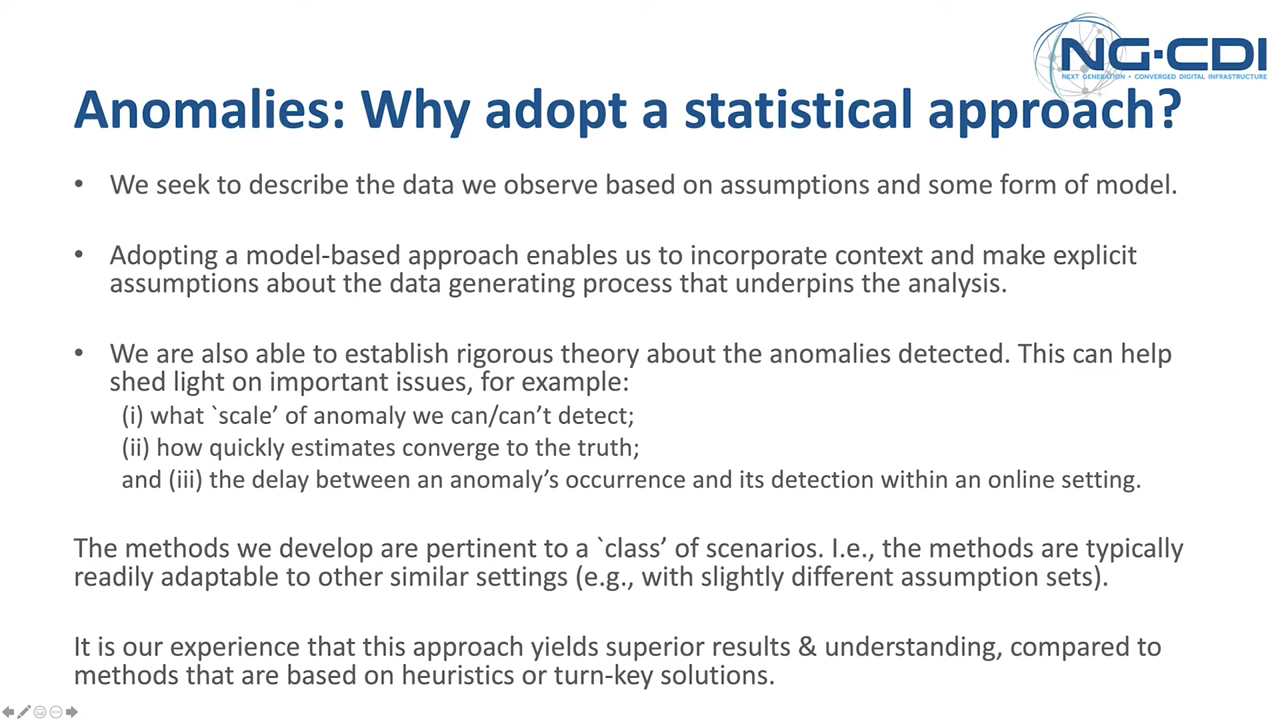 NG-CDI
NEXT GENERATION • CONVERGED DIGITAL INFRASTRUCTURE
Anomalies: Why adopt a statistical approach?
• We seek to describe the data we observe based on assumptions and some form of model.
• Adopting a model-based approach enables us to incorporate context and make explicit
assumptions about the data generating process that underpins the analysis.
• We are also able to establish rigorous theory about the anomalies detected. This can help
shed light on important issues, for example:
(i) what `scale’ of anomaly we can/can’t detect;
(ii) how quickly estimates converge to the truth;
and (iii) the delay between an anomaly’s occurrence and its detection within an online setting.
The methods we develop are pertinent to a `class’ of scenarios. I.e., the methods are typically
readily adaptable to other similar settings (e.g., with slightly different assumption sets).
It is our experience that this approach yields superior results & understanding, compared to
methods that are based on heuristics or turn-key solutions.